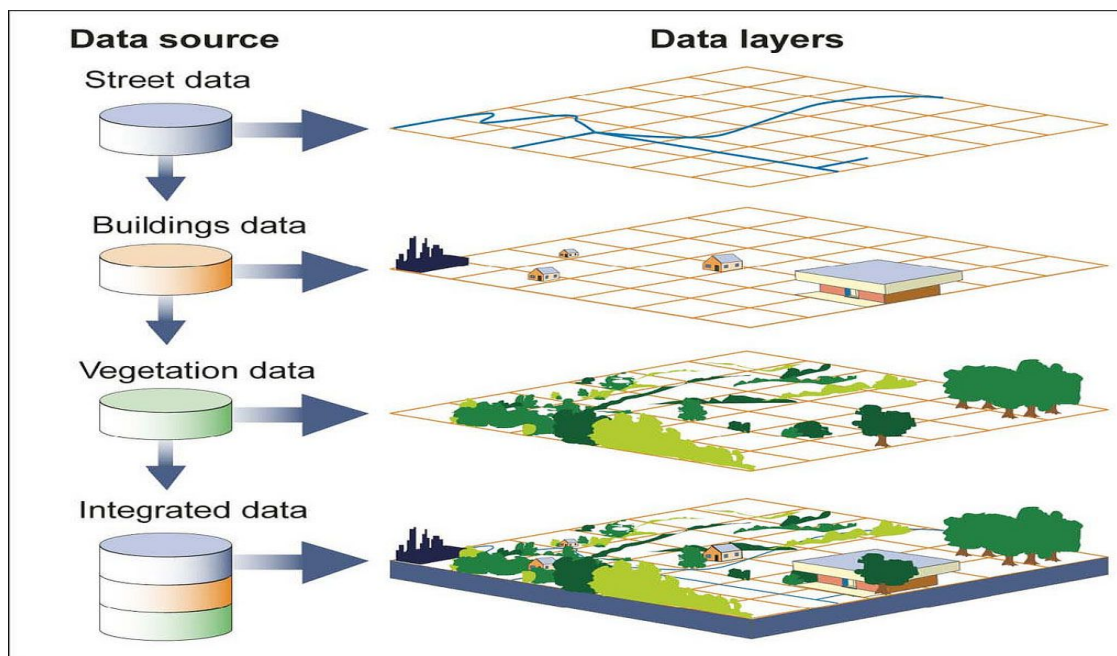 Data source
Data layers
Street data
Buildings data
Vegetation data
Integrated data